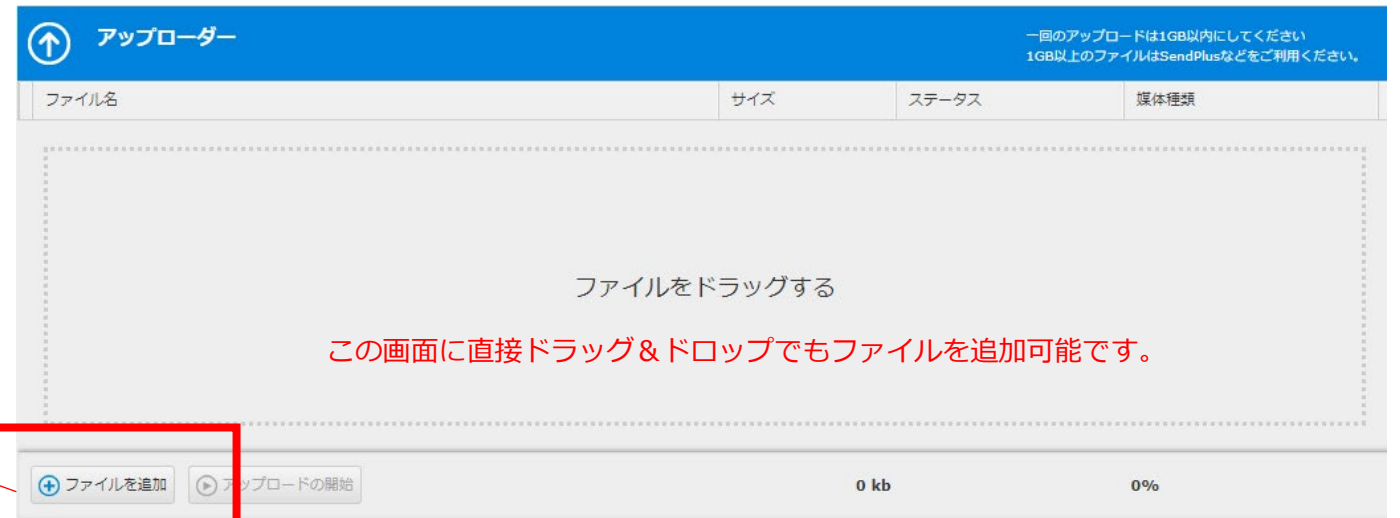 アップローダー
一回のアップロードは1GB以内にしてください
1GB以上のファイルはSendPlusなどをご利用ください。
ファイル名 サイズ ステータス 媒体種類
ファイルをドラッグする
この画面に直接ドラッグ＆ドロップでもファイルを追加可能です。
ファイルを追加 アップロードの開始 0 kb 0%